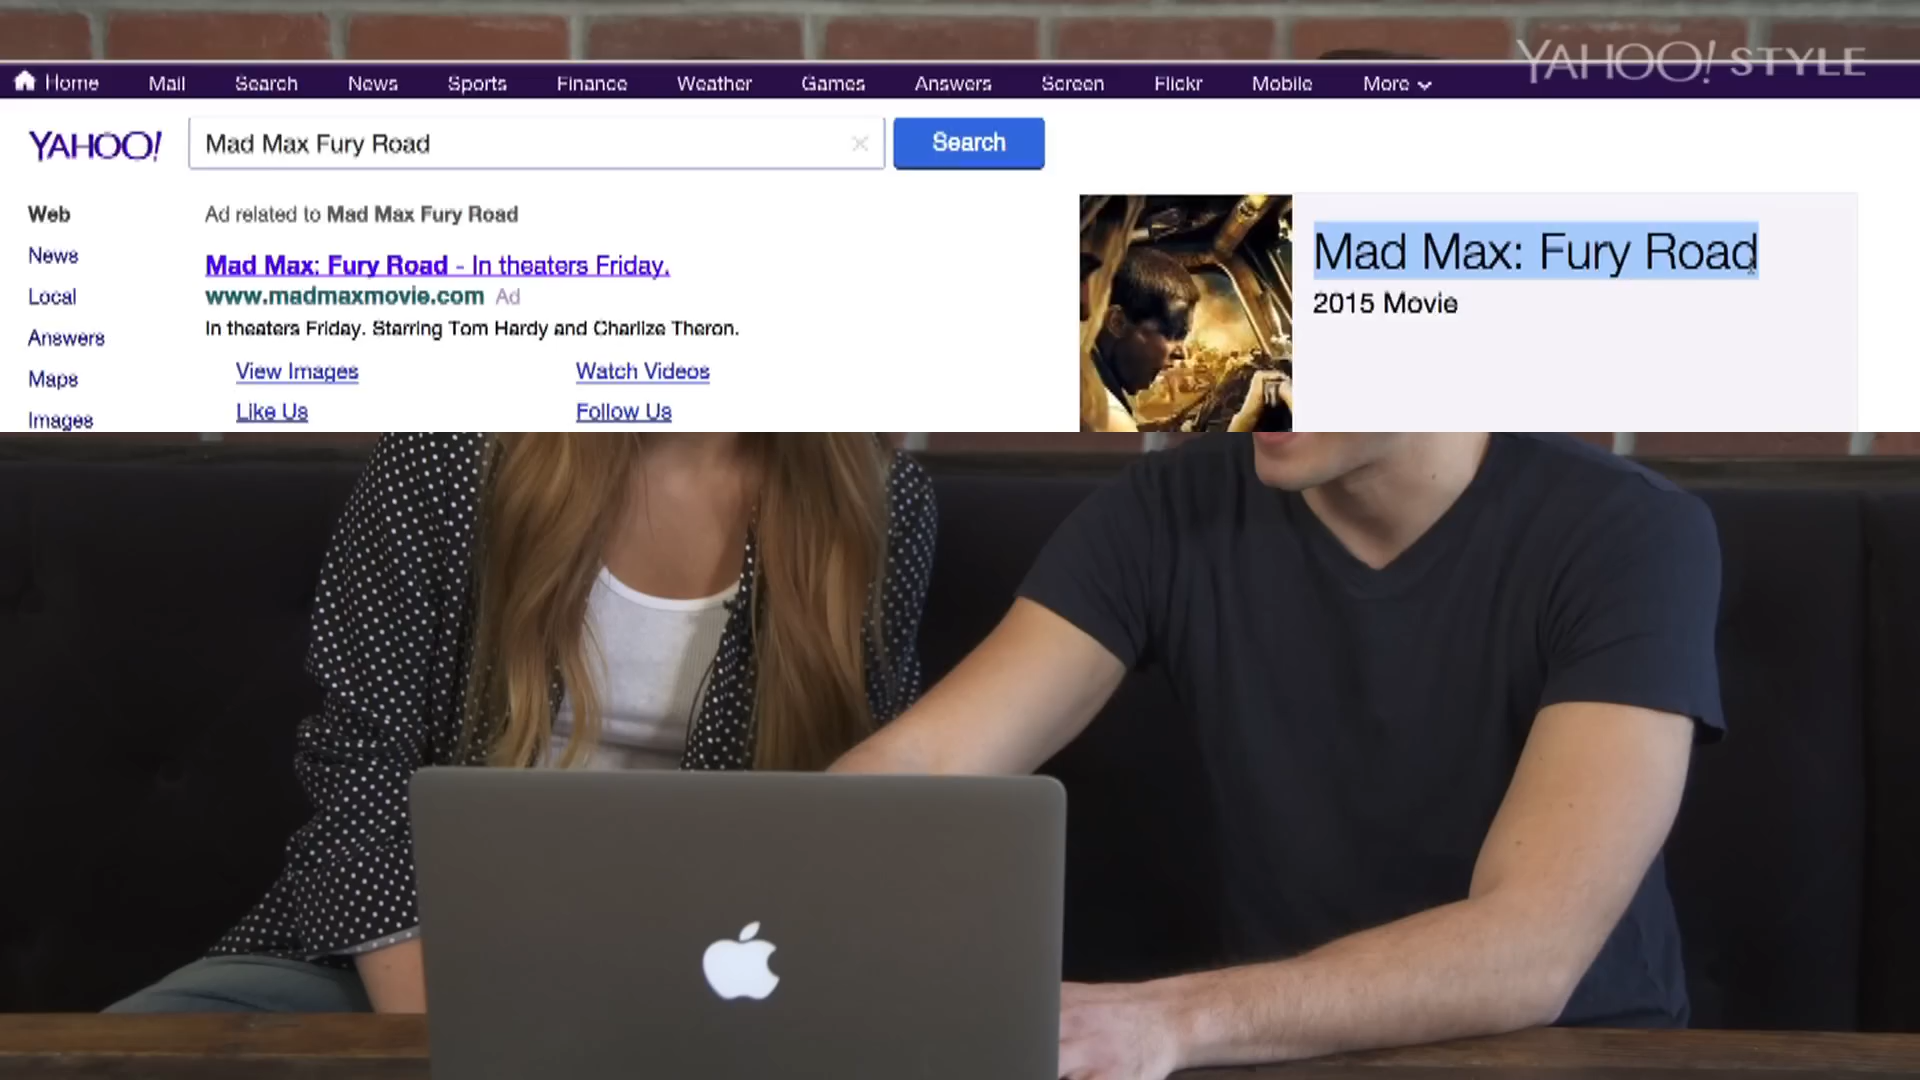 YAHOO! STYLE
Home Mail Search News Sports Finance Weather Games Answers Screen Flickr Mobile More
YAHOO! Mad Max Fury Road Search
Web
News
Local
Answers
Maps
Images
Ad related to Mad Max Fury Road
Mad Max: Fury Road - In theaters Friday.
www.madmaxmovie.com Ad
In theaters Friday. Starring Tom Hardy and Charlize Theron.
View Images Watch Videos
Like Us Follow Us
Mad Max: Fury Road
2015 Movie